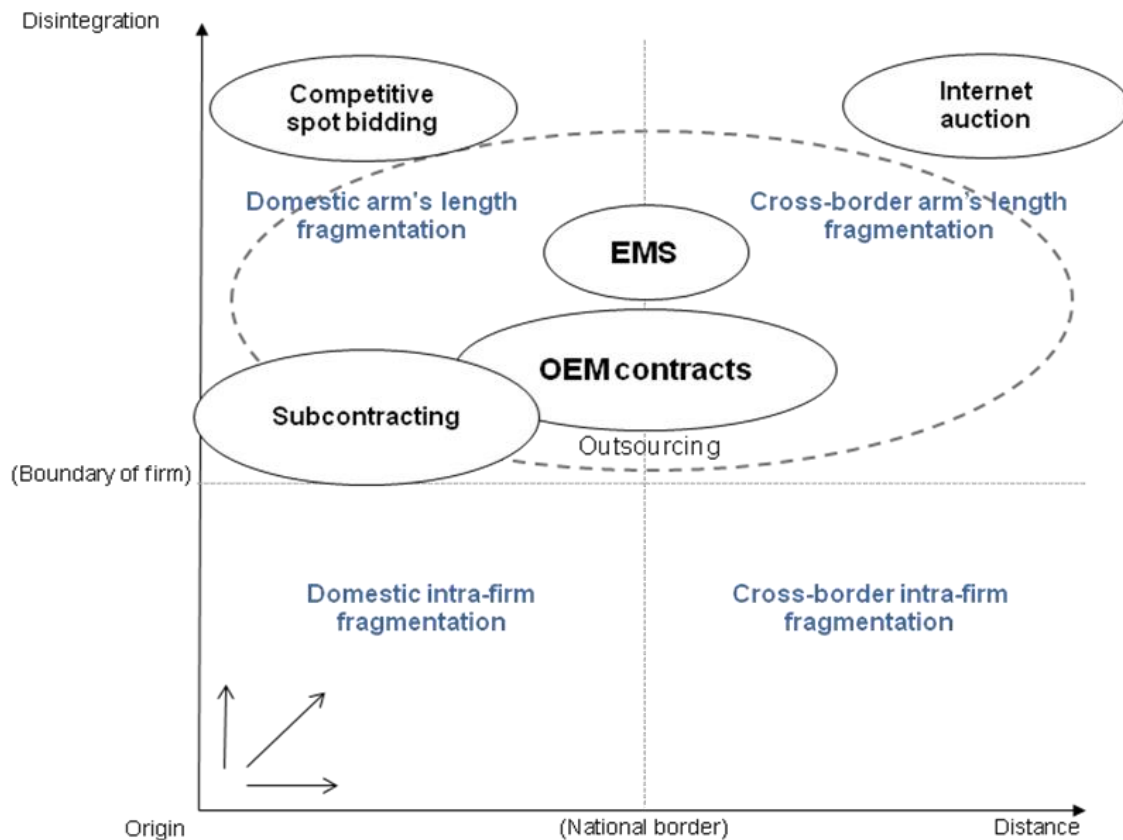 Disintegration
Competitive
spot bidding
Internet
auction
Domestic arm's length
fragmentation
Cross-border arm's length
fragmentation
EMS
OEM contracts
Subcontracting
Outsourcing
(Boundary of firm)
Domestic intra-firm
fragmentation
Cross-border intra-firm
fragmentation
Origin
(National border)
Distance